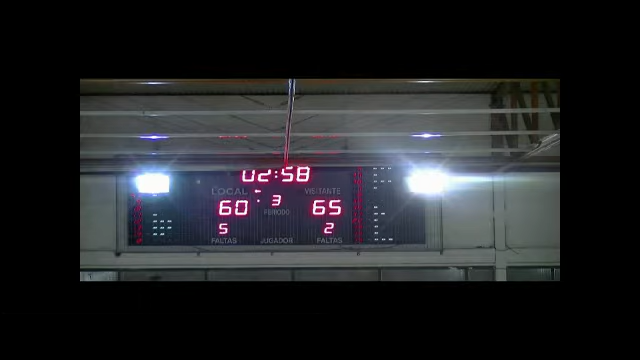 02:58
LOCAL VISITANTE
3
60 PERIODO 65
5 2
FALTAS JUGADOR FALTAS